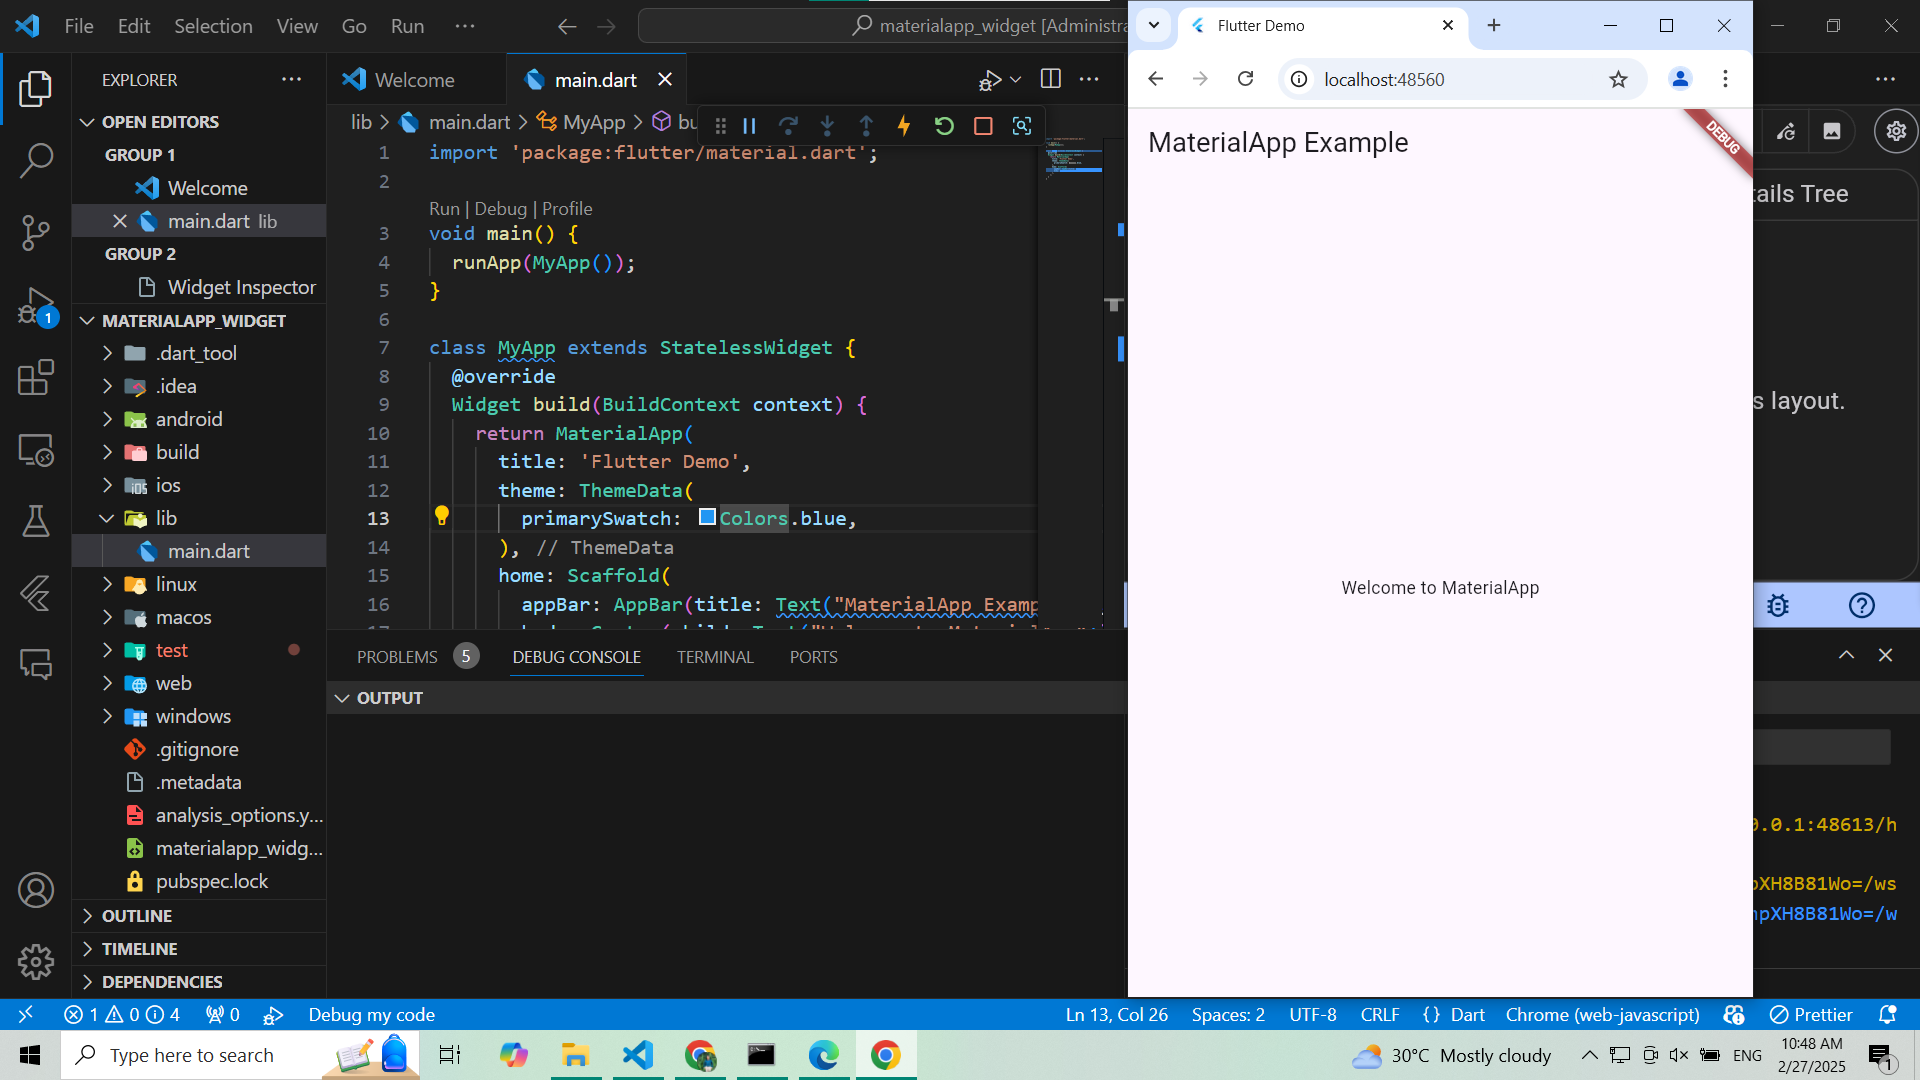 File Edit Selection View Go Run ···
materialapp_widget [Administra
EXPLORER
OPEN EDITORS
GROUP 1
Welcome
main.dart lib
GROUP 2
Widget Inspector
MATERIALAPP_WIDGET
.dart_tool
.idea
android
build
ios
lib
main.dart
linux
macos
test
web
windows
.gitignore
.metadata
analysis_options.y...
materialapp_widg...
pubspec.lock
OUTLINE
TIMELINE
DEPENDENCIES
Welcome
main.dart
lib > main.dart > MyApp > bu
1 import 'package:flutter/material.dart';
2
Run | Debug | Profile
3 void main() {
4 runApp(MyApp());
5 }
6
7 class MyApp extends StatelessWidget {
8 @override
9 Widget build(BuildContext context) {
10 return MaterialApp(
11 title: 'Flutter Demo',
12 theme: ThemeData(
13 primarySwatch: Colors.blue,
14 ), // ThemeData
15 home: Scaffold(
16 appBar: AppBar(title: Text("MaterialApp Examp
PROBLEMS 5 DEBUG CONSOLE TERMINAL PORTS
OUTPUT
Flutter Demo
localhost:48560
MaterialApp Example
DEBUG
Welcome to MaterialApp
ails Tree
s layout.
0.0.1:48613/h
XH8B81Wo=/ws
pXH8B81Wo=/w
1
1 0 4 0 Debug my code
Ln 13, Col 26 Spaces: 2 UTF-8 CRLF {} Dart Chrome (web-javascript) Prettier
Type here to search
30°C Mostly cloudy
ENG
10:48 AM
2/27/2025
1